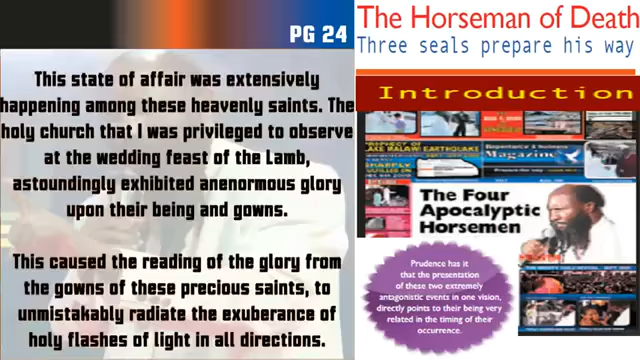 PG 24
This state of affair was extensively
happening among these heavenly saints. The
holy church that I was privileged to observe
at the wedding feast of the Lamb,
astoundingly exhibited anenormous glory
upon their being and gowns.
This caused the reading of the glory from
the gowns of these precious saints, to
unmistakably radiate the exuberance of
holy flashes of light in all directions.
The Horseman of Death
Three seals prepare his way
Introduction
PROPHECY OF
LAKE MALAWI EARTHQUAKE
Repentance & Holiness
Magazine
The Four
Apocalyptic
Horsemen
Prudence has it
that the presentation
of these two extremely
antagonistic events in one vision,
directly points to their being very
related in the timing of their
occurrence.